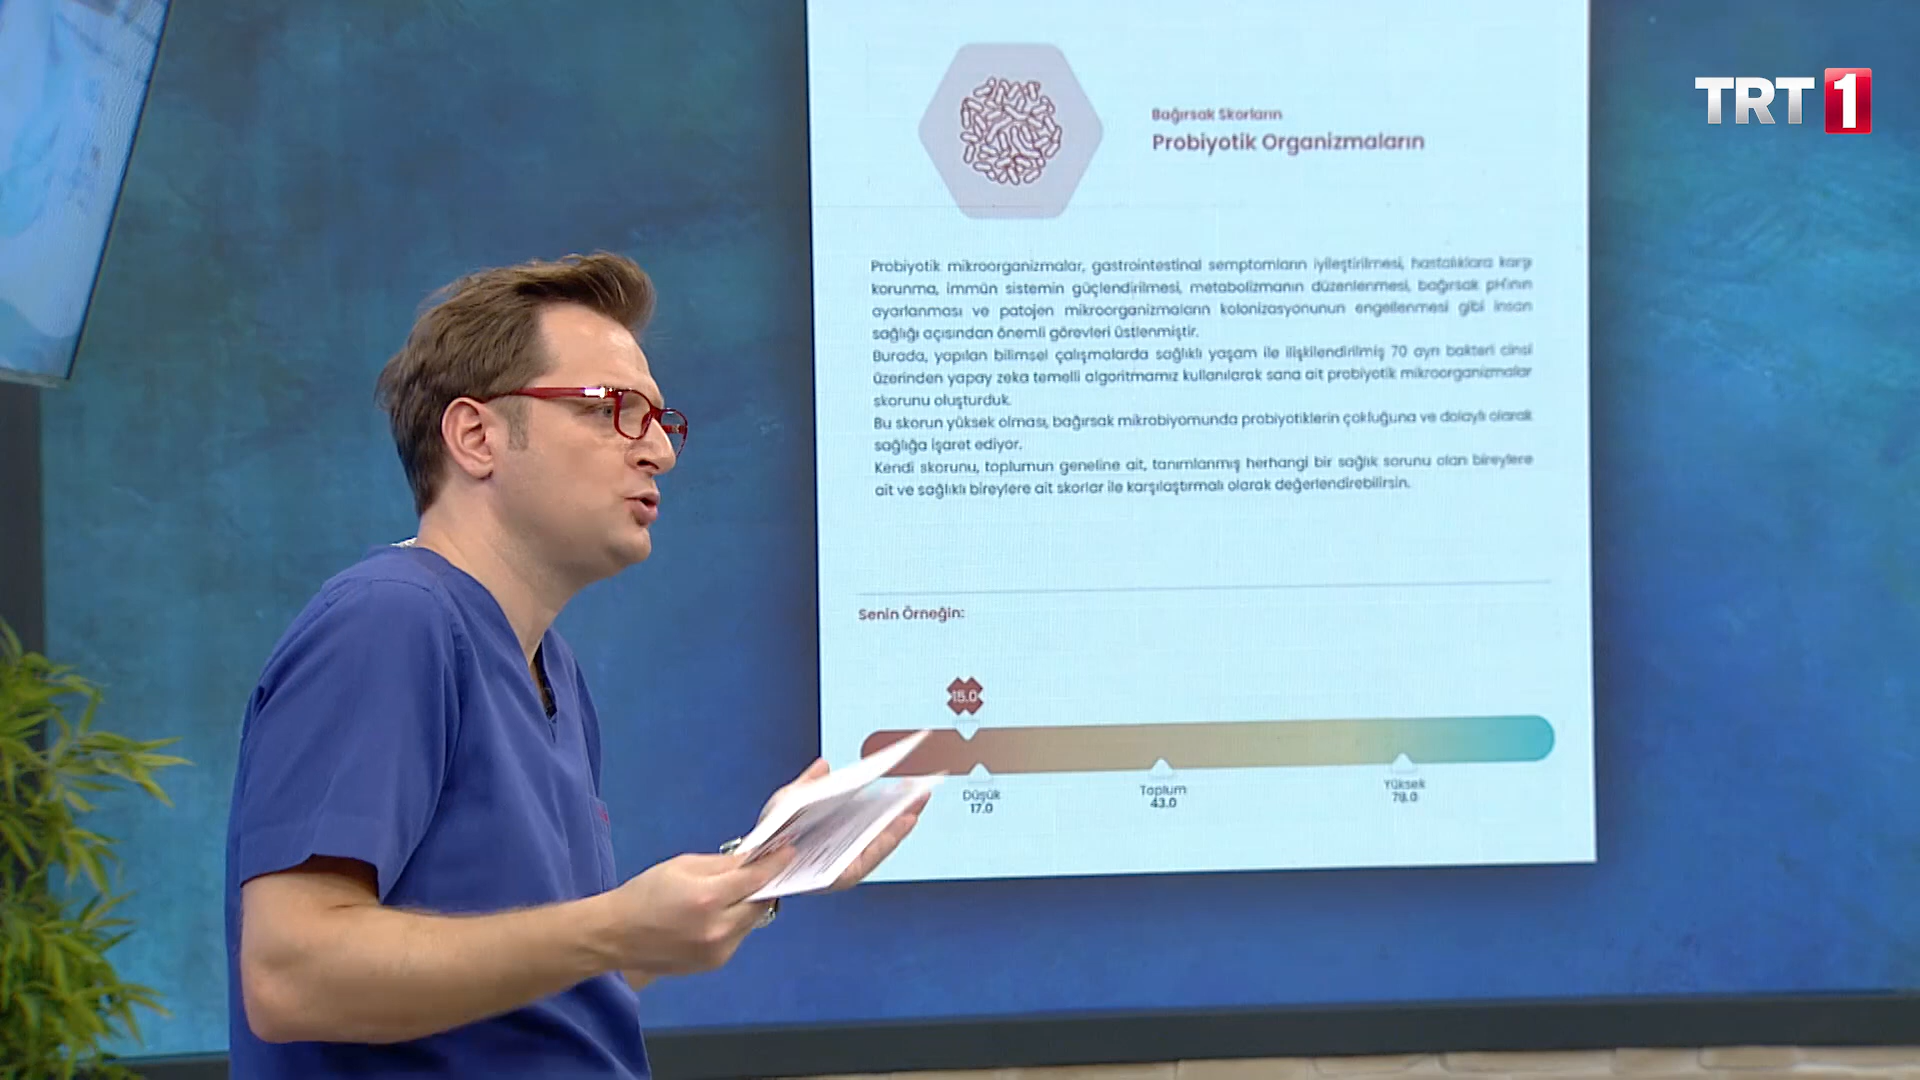 TRT 1
Bağırsak Skorların
Probiyotik Organizmaların
Probiyotik mikroorganizmalar, gastrointestinal semptomların iyileştirilmesi, hastalıklara karşı
korunma, immün sistemin güçlendirilmesi, metabolizmanın düzenlenmesi, bağırsak pH'ının
ayarlanması ve patojen mikroorganizmaların kolonizasyonunun engellenmesi gibi insan
sağlığı açısından önemli görevleri üstlenmiştir.
Burada, yapılan bilimsel çalışmalarda sağlıklı yaşam ile ilişkilendirilmiş 70 ayrı bakteri cinsi
üzerinden yapay zeka temelli algoritmamız kullanılarak sana ait probiyotik mikroorganizmalar
skorunu oluşturduk.
Bu skorun yüksek olması, bağırsak mikrobiyomunda probiyotiklerin çokluğuna ve dolaylı olarak
sağlığa işaret ediyor.
Kendi skorunu, toplumun geneline ait, tanımlanmış herhangi bir sağlık sorunu olan bireylere
ait ve sağlıklı bireylere ait skorlar ile karşılaştırmalı olarak değerlendirebilirsin.
Senin Örneğin:
15.0
Düşük
17.0
Toplum
43.0
Yüksek